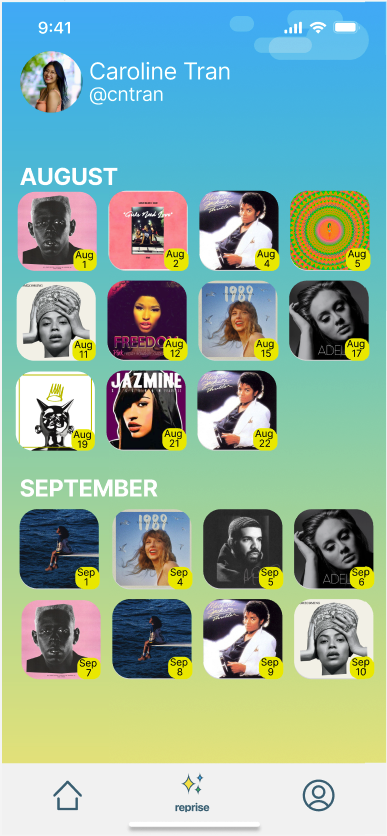 9:41
Caroline Tran
@cntran
AUGUST
Aug
1
"Girls Need Love"
Aug
2
Aug
4
Aug
5
Aug
11
FREEDOM
Aug
12
1989
Aug
15
ADEL
Aug
17
Aug
19
JAZMINE
Aug
21
Aug
22
SEPTEMBER
Sep
1
1989
Sep
4
Sep
5
ADEL
Sep
6
Sep
7
Sep
8
Sep
9
Sep
10
reprise